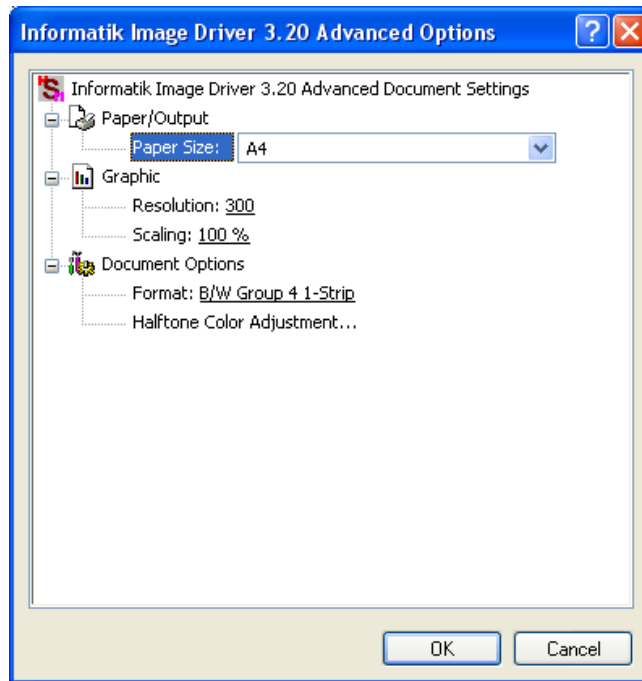 Informatik Image Driver 3.20 Advanced Options
Informatik Image Driver 3.20 Advanced Document Settings
Paper/Output
Paper Size: A4
Graphic
Resolution: 300
Scaling: 100 %
Document Options
Format: B/W Group 4 1-Strip
Halftone Color Adjustment...
OK Cancel